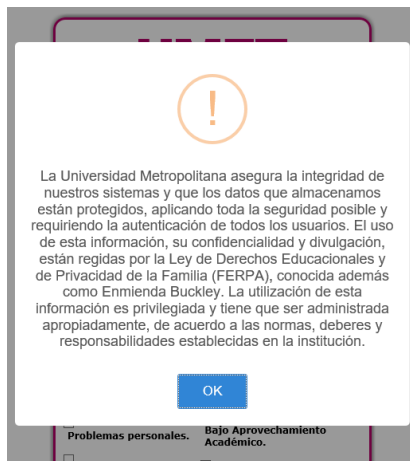 !
La Universidad Metropolitana asegura la integridad de
nuestros sistemas y que los datos que almacenamos
están protegidos, aplicando toda la seguridad posible y
requiriendo la autenticación de todos los usuarios. El uso
de esta información, su confidencialidad y divulgación,
están regidas por la Ley de Derechos Educacionales y
de Privacidad de la Familia (FERPA), conocida además
como Enmienda Buckley. La utilización de esta
información es privilegiada y tiene que ser administrada
apropiadamente, de acuerdo a las normas, deberes y
responsabilidades establecidas en la institución.
OK
Problemas personales.
Bajo Aprovechamiento
Académico.